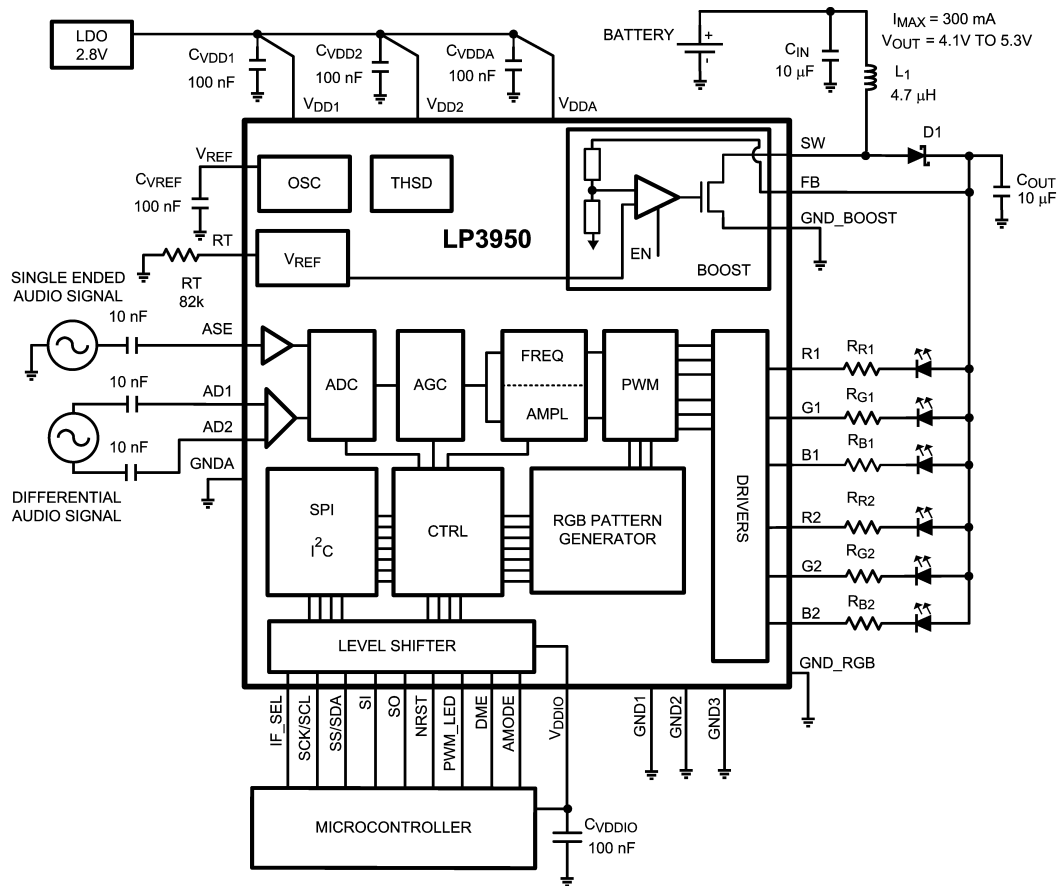 LDO
2.8V
CVDD1
100 nF
CVDD2
100 nF
CVDDA
100 nF
BATTERY
+
-
CIN
10 µF
IMAX = 300 mA
VOUT = 4.1V TO 5.3V
L1
4.7 µH
VDD1
VDD2
VDDA
VREF
CVREF
100 nF
OSC
THSD
LP3950
EN
BOOST
SW
D1
FB
COUT
10 µF
GND_BOOST
RT
RT
82k
VREF
SINGLE ENDED
AUDIO SIGNAL
10 nF
ASE
10 nF
AD1
AD2
10 nF
GNDA
DIFFERENTIAL
AUDIO SIGNAL
ADC
AGC
FREQ
AMPL
PWM
R1
RR1
G1
RG1
B1
RB1
R2
RR2
G2
RG2
B2
RB2
DRIVERS
SPI
I2C
CTRL
RGB PATTERN
GENERATOR
LEVEL SHIFTER
GND_RGB
IF_SEL
SCK/SCL
SS/SDA
SI
SO
NRST
PWM_LED
DME
AMODE
VDDIO
GND1
GND2
GND3
MICROCONTROLLER
CVDDIO
100 nF